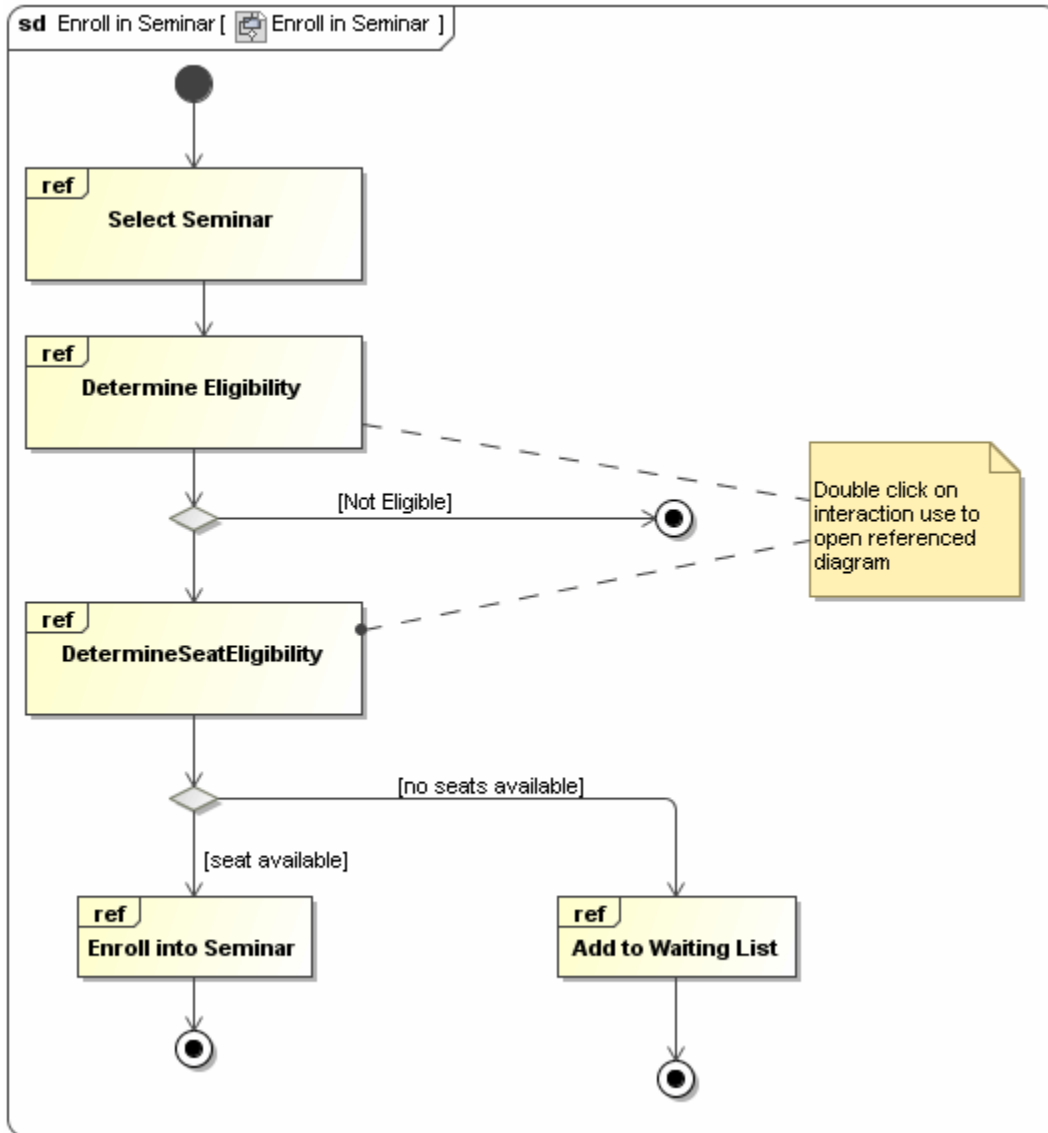 sd Enroll in Seminar [ Enroll in Seminar ]
ref
Select Seminar
ref
Determine Eligibility
[Not Eligible]
Double click on
interaction use to
open referenced
diagram
ref
DetermineSeatEligibility
[no seats available]
[seat available]
ref
Enroll into Seminar
ref
Add to Waiting List